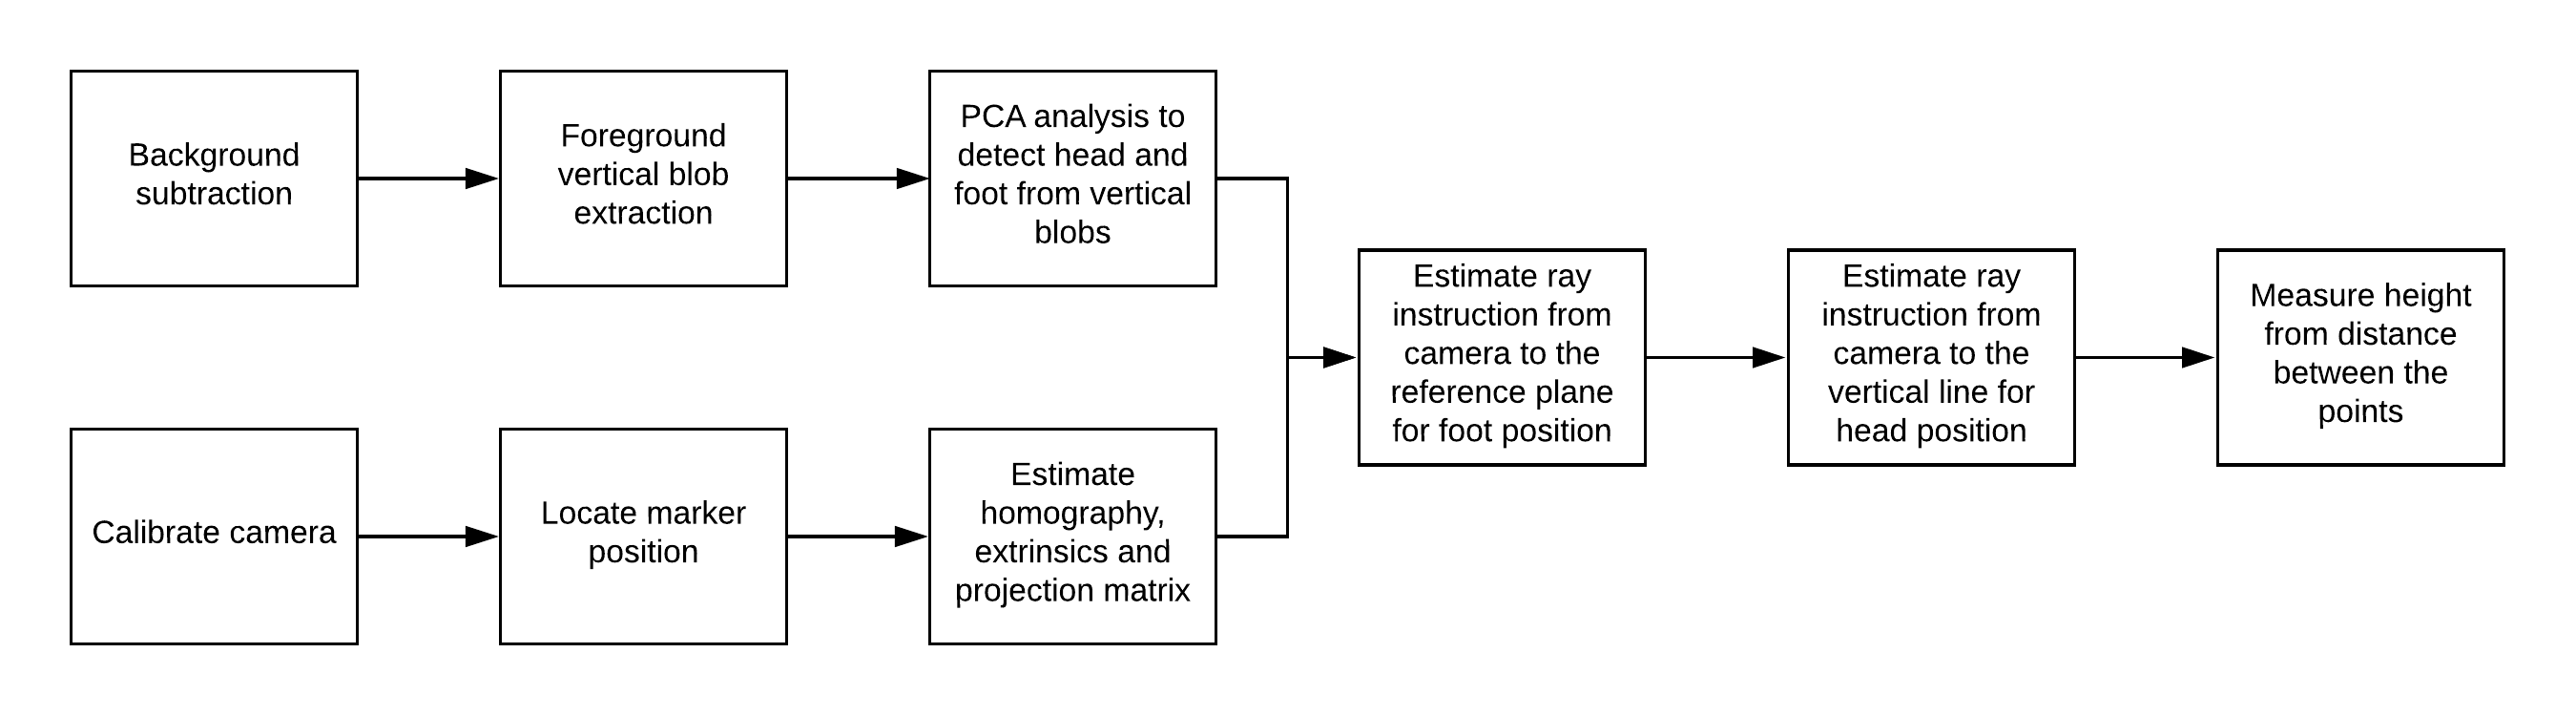 Background
subtraction
Foreground
vertical blob
extraction
PCA analysis to
detect head and
foot from vertical
blobs
Calibrate camera
Locate marker
position
Estimate
homography,
extrinsics and
projection matrix
Estimate ray
instruction from
camera to the
reference plane
for foot position
Estimate ray
instruction from
camera to the
vertical line for
head position
Measure height
from distance
between the
points